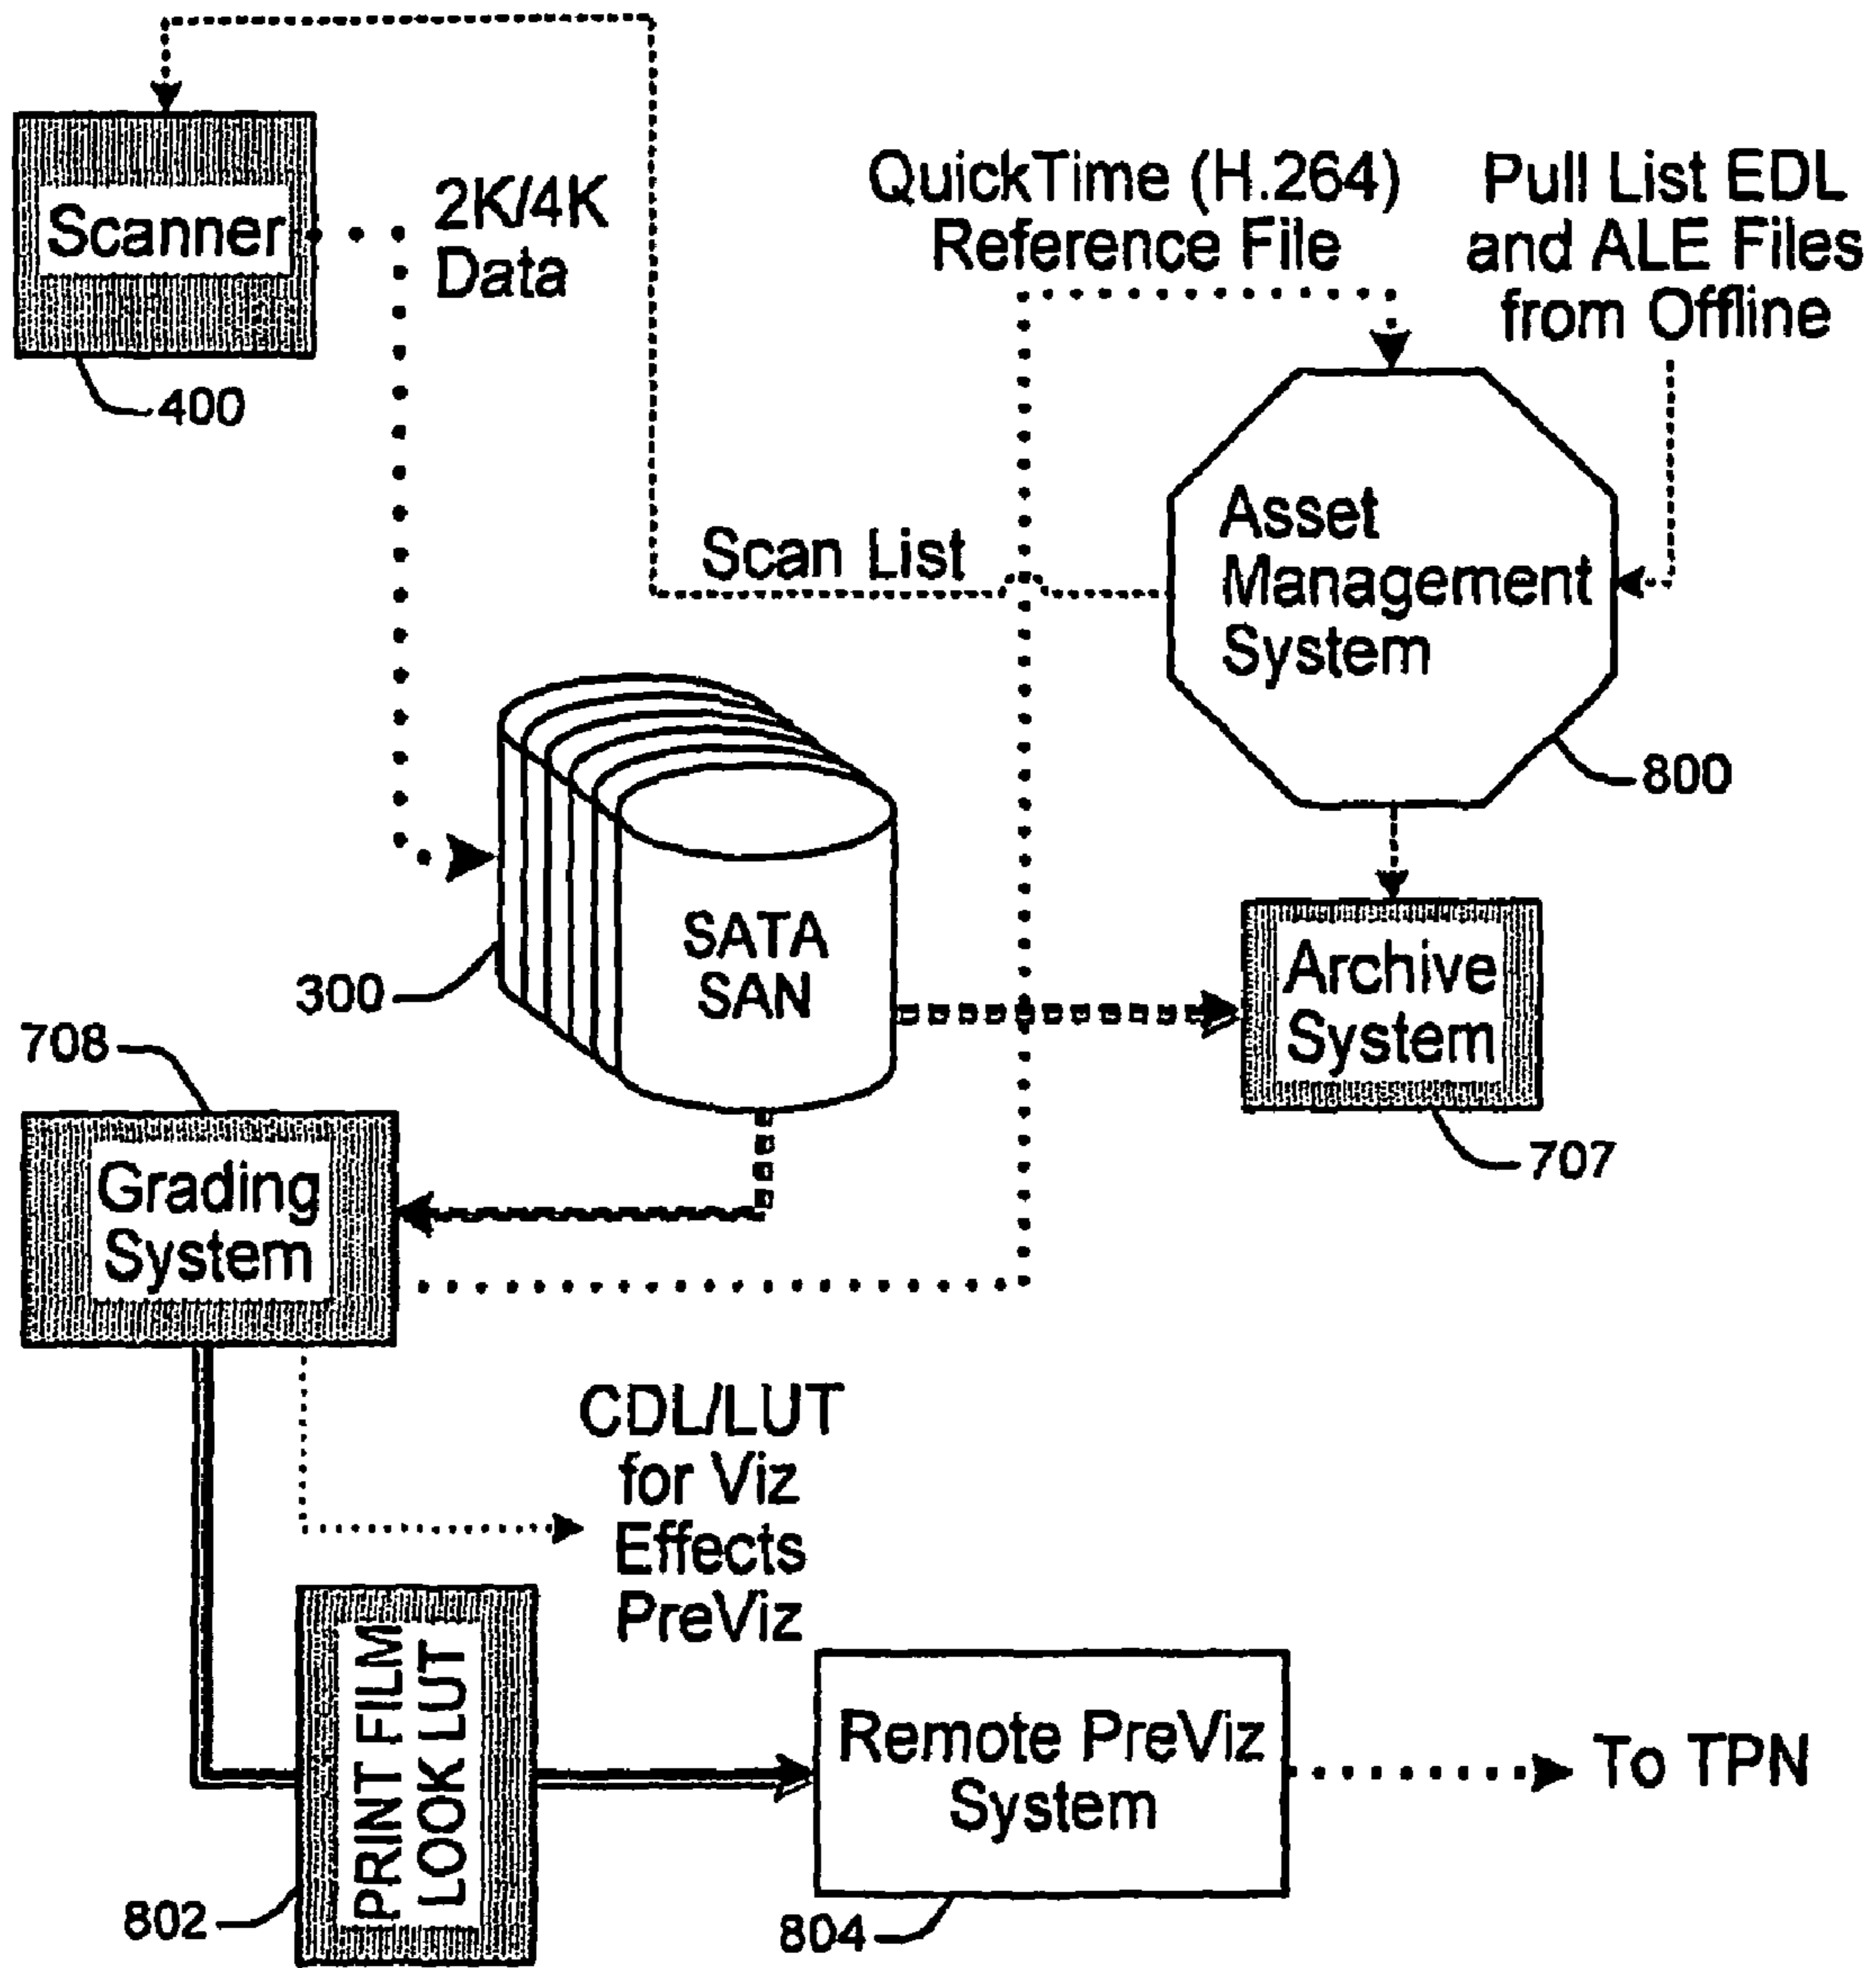 Scanner
2K/4K
Data
400
QuickTime (H.264)
Reference File
Pull List EDL
and ALE Files
from Offline
Scan List
Asset
Management
System
800
SATA
SAN
300
Archive
System
707
708
Grading
System
CDL/LUT
for Viz
Effects
PreViz
PRINT FILM
LOOK LUT
802
Remote PreViz
System
804
To TPN